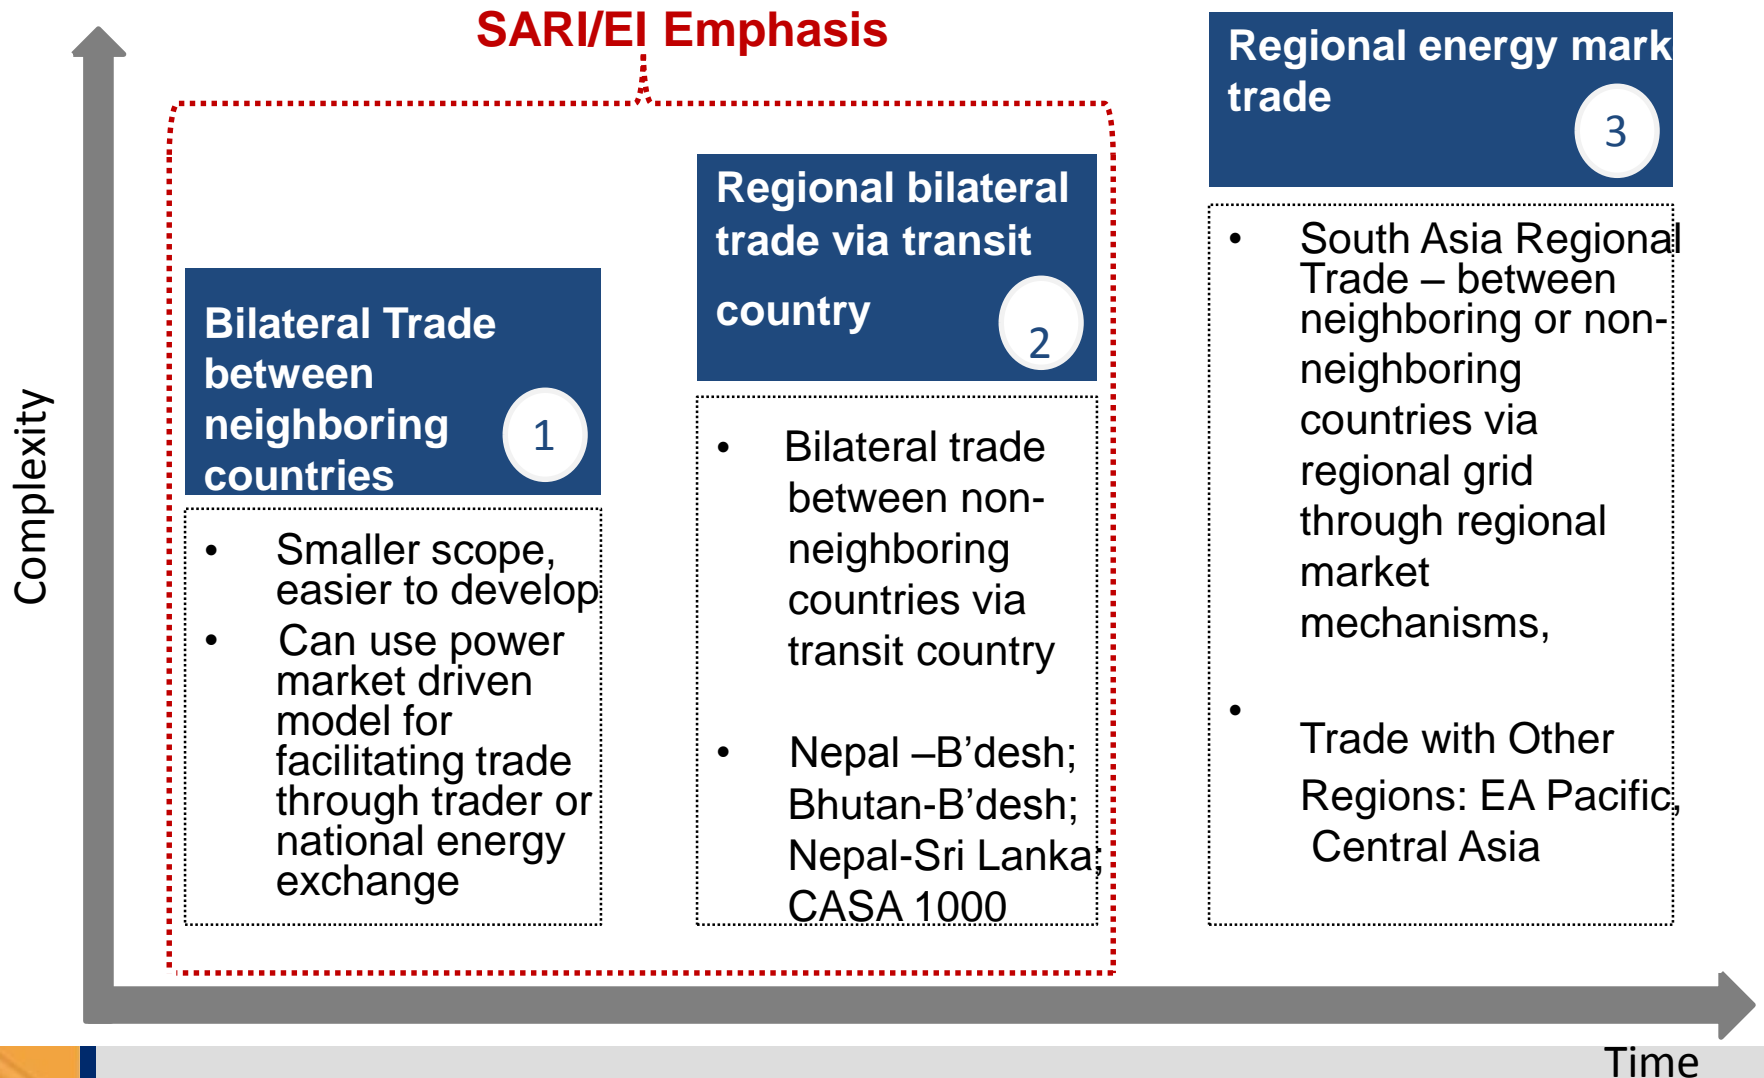 SARI/EI Emphasis
Complexity
Bilateral Trade
between
neighboring
countries
1
• Smaller scope,
easier to develop
• Can use power
market driven
model for
facilitating trade
through trader or
national energy
exchange
Regional bilateral
trade via transit
country
2
• Bilateral trade
between non-
neighboring
countries via
transit country
• Nepal –B’desh;
Bhutan-B’desh;
Nepal-Sri Lanka;
CASA 1000
Regional energy mark
trade
3
• South Asia Regional
Trade – between
neighboring or non-
neighboring
countries via
regional grid
through regional
market
mechanisms,
•
Trade with Other
Regions: EA Pacific,
Central Asia
Time